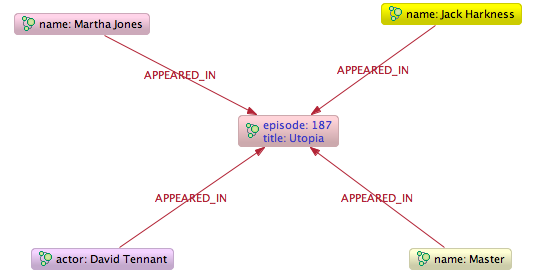 name: Martha Jones
name: Jack Harkness
APPEARED_IN
APPEARED_IN
episode: 187
title: Utopia
APPEARED_IN
APPEARED_IN
actor: David Tennant
name: Master